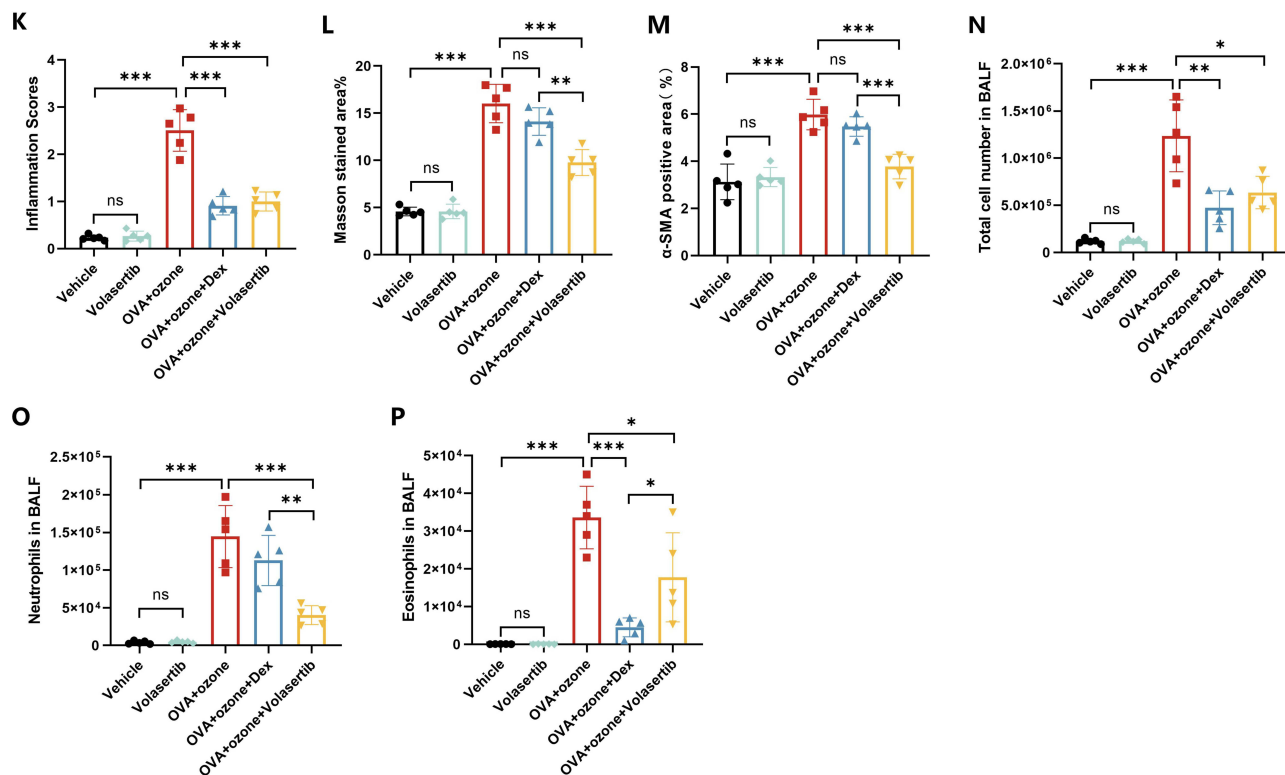 K
Inflammation Scores
4
3
2
1
0
ns
***
***
***
Vehicle
Volasertib
OVA+ozone
OVA+ozone+Dex
OVA+ozone+Volasertib
L
Masson stained area%
20
15
10
5
0
ns
***
ns
**
***
Vehicle
Volasertib
OVA+ozone
OVA+ozone+Dex
OVA+ozone+Volasertib
M
α-SMA positive area(%)
8
6
4
2
0
ns
***
ns
***
***
Vehicle
Volasertib
OVA+ozone
OVA+ozone+Dex
OVA+ozone+Volasertib
N
Total cell number in BALF
2.0×10⁶
1.5×10⁶
1.0×10⁶
5.0×10⁵
0
ns
***
**
*
Vehicle
Volasertib
OVA+ozone
OVA+ozone+Dex
OVA+ozone+Volasertib
O
Neutrophils in BALF
2.5×10⁵
2×10⁵
1.5×10⁵
1×10⁵
5×10⁴
0
ns
***
***
**
Vehicle
Volasertib
OVA+ozone
OVA+ozone+Dex
OVA+ozone+Volasertib
P
Eosinophils in BALF
5×10⁴
4×10⁴
3×10⁴
2×10⁴
1×10⁴
0
ns
***
***
*
*
Vehicle
Volasertib
OVA+ozone
OVA+ozone+Dex
OVA+ozone+Volasertib